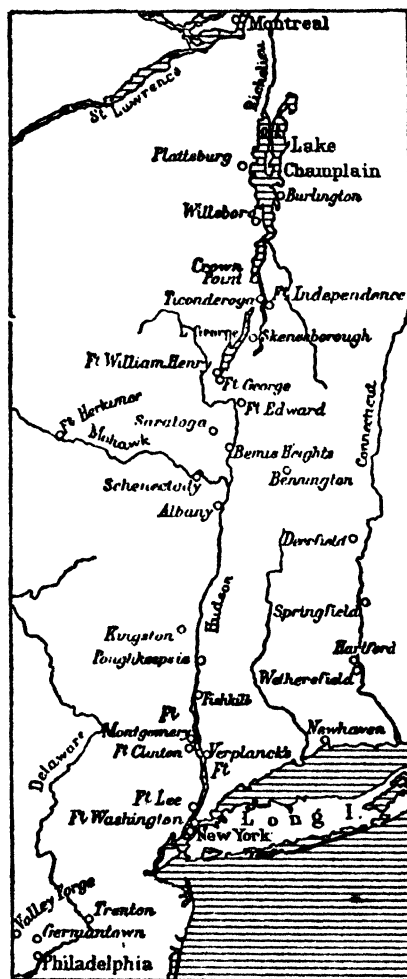 Montreal
St Lawrence
Richelieu
Lake
Champlain
Plattsburg
Burlington
Willsboro
Crown
Point
Ticonderoga
Ft Independence
L George
Skenesborough
Ft William Henry
Ft George
Ft Edward
Ft Herkimer
Mohawk
Saratoga
Connecticut
Bemis Heights
Bennington
Schenectady
Albany
Deerfield
Hudson
Springfield
Kingston
Poughkeepsie
Hartford
Wethersfield
Fishkill
Ft
Montgomery
Ft Clinton
Verplanck's
Ft
Newhaven
Delaware
Ft Lee
Ft Washington
Long I.
New York
Valley Forge
Trenton
Germantown
Philadelphia